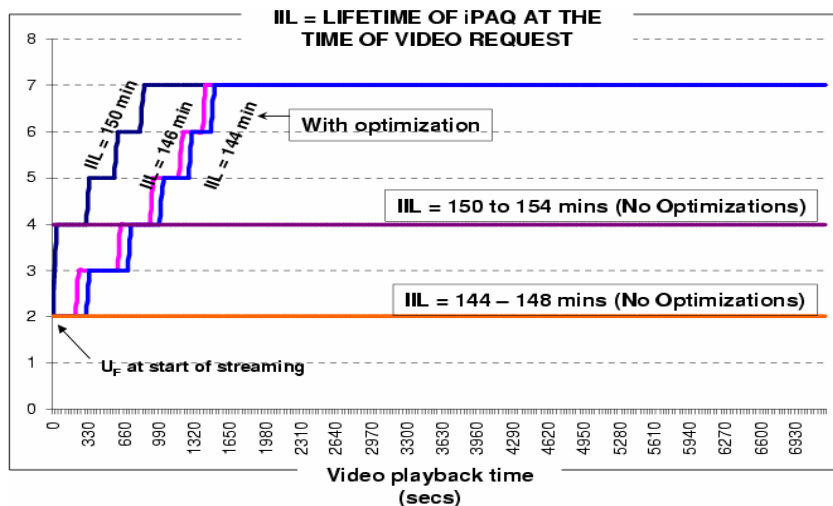 IIL = LIFETIME OF iPAQ AT THE
TIME OF VIDEO REQUEST
8
7
6
5
4
3
2
1
0
IIL = 150 min
IIL = 146 min
IIL = 144 min
With optimization
IIL = 150 to 154 mins (No Optimizations)
IIL = 144 – 148 mins (No Optimizations)
UF at start of streaming
0
330
660
990
1320
1650
1980
2310
2640
2970
3300
3630
3960
4290
4620
4950
5280
5610
5940
6270
6600
6930
Video playback time
(secs)